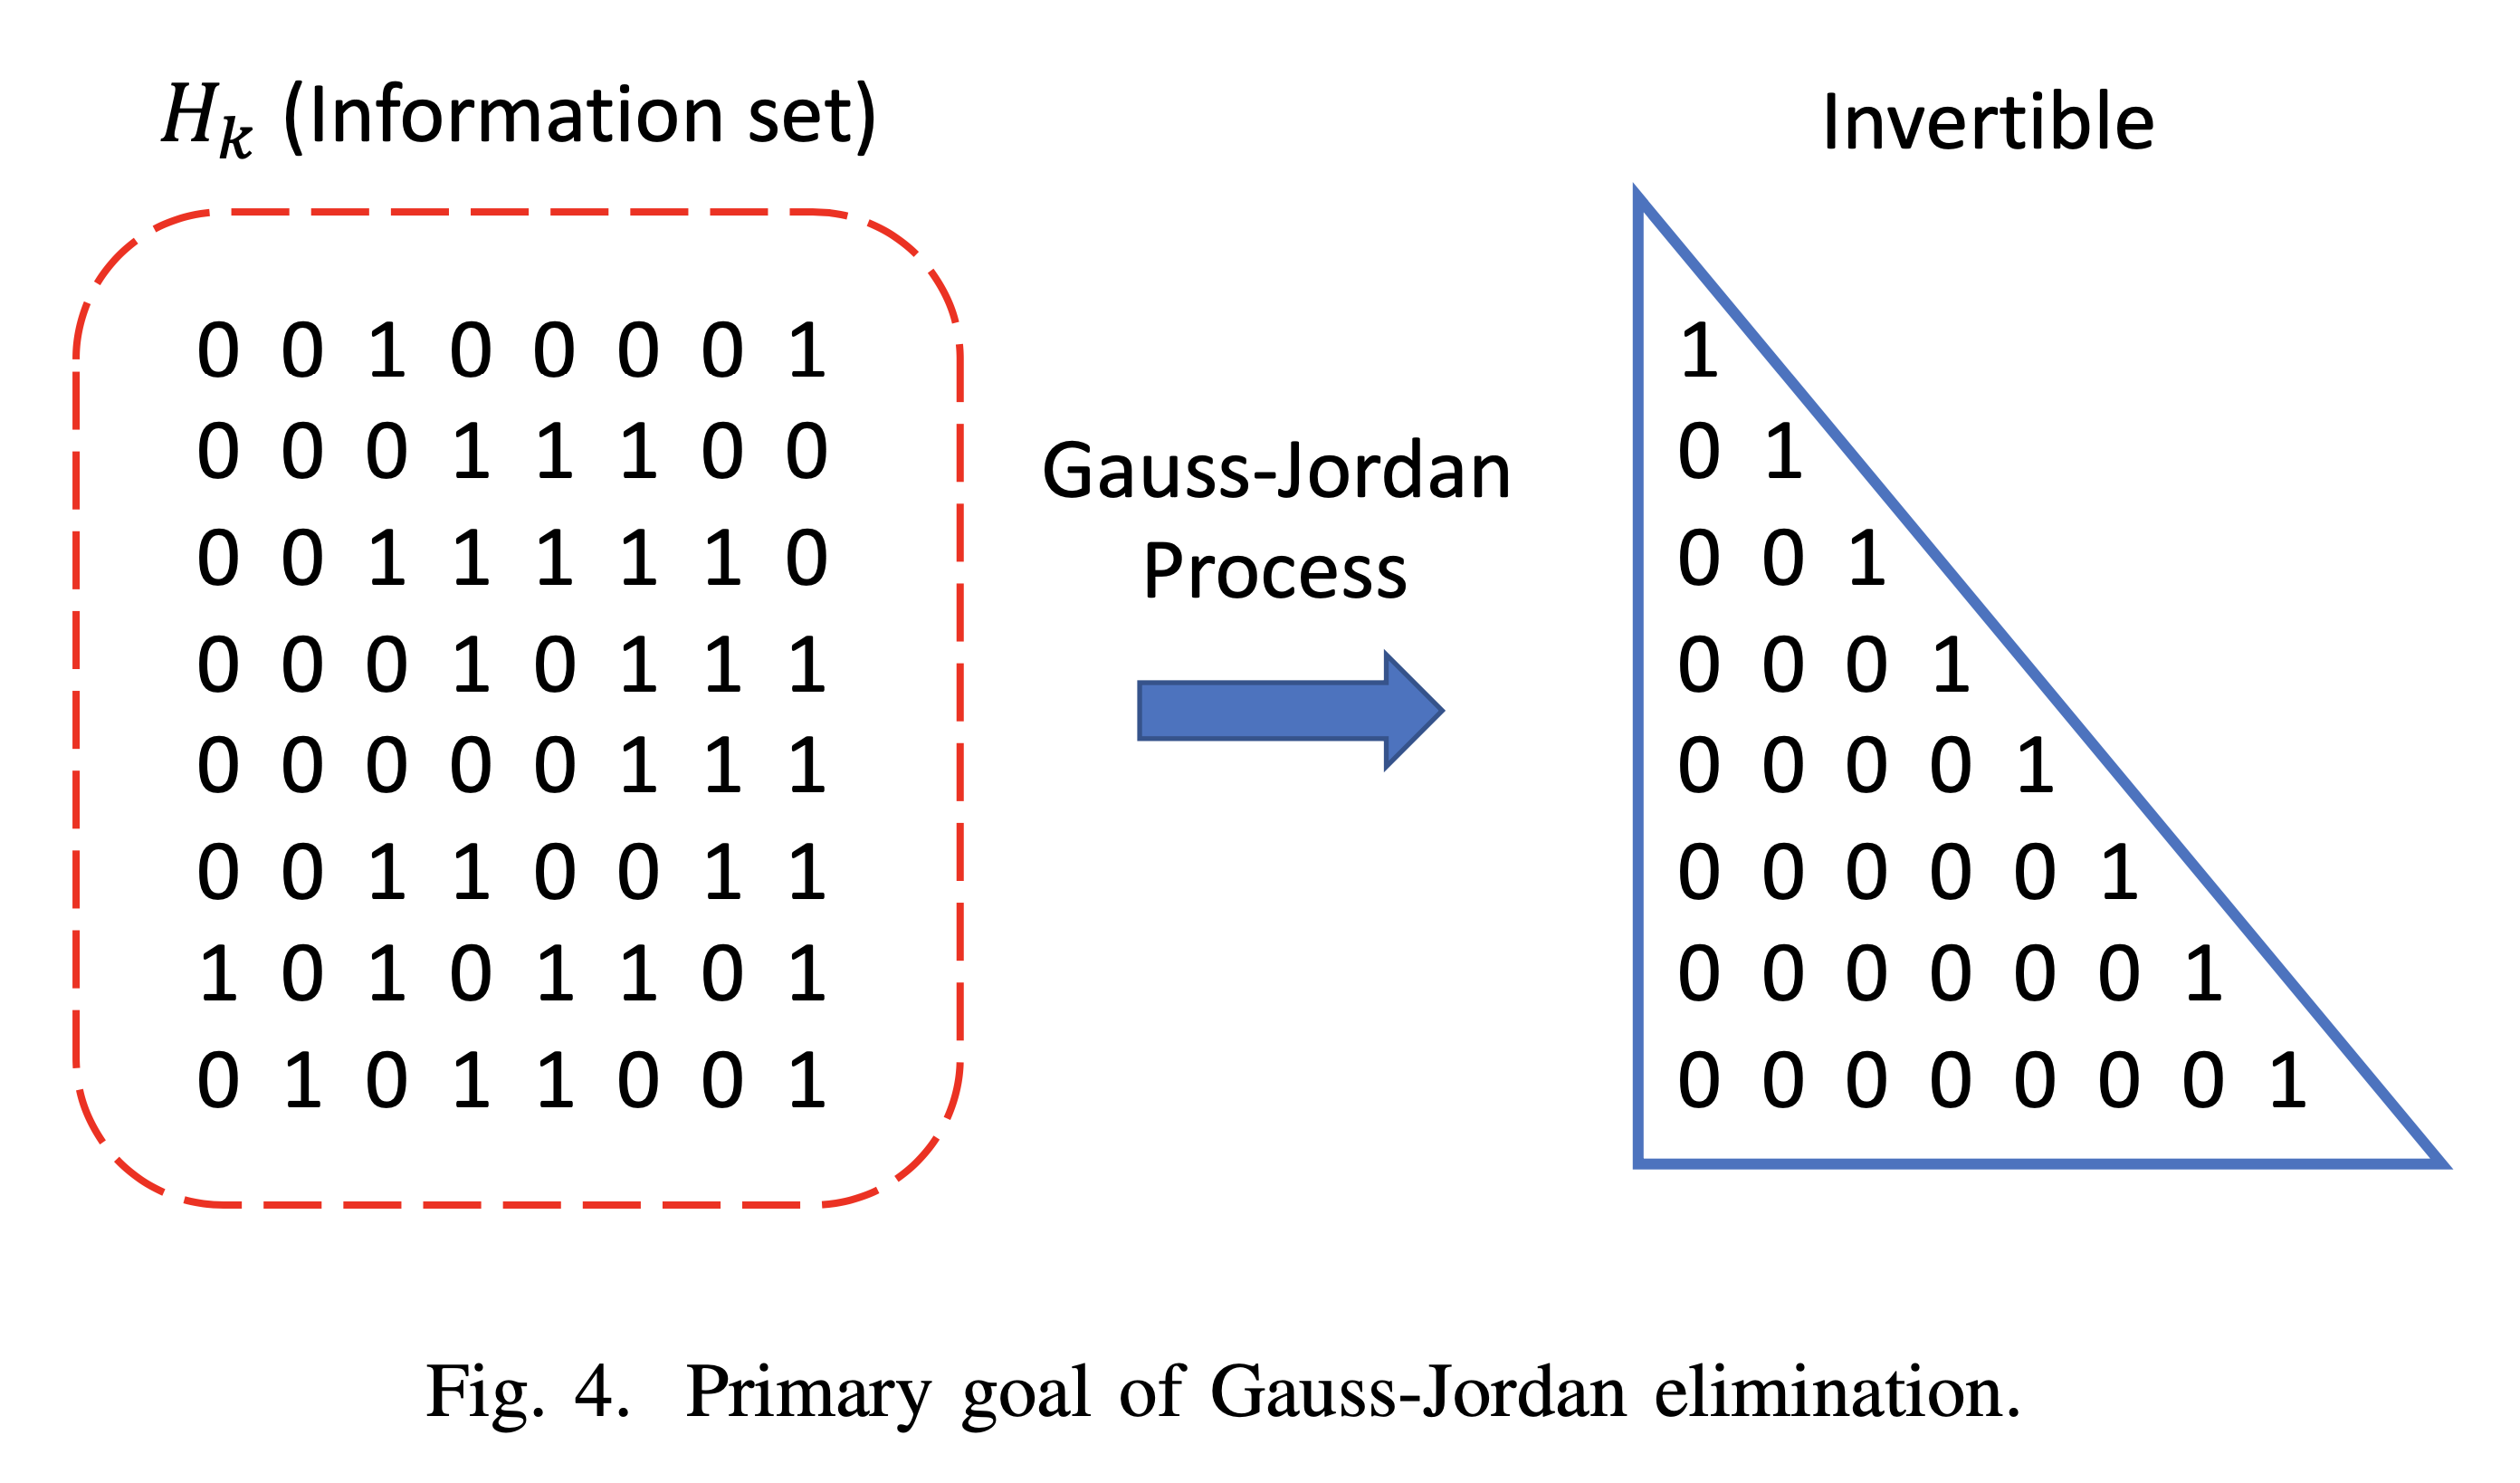 H_k (Information set)
Invertible
0 0 1 0 0 0 0 1
0 0 0 1 1 1 0 0
0 0 1 1 1 1 1 0
0 0 0 1 0 1 1 1
0 0 0 0 0 1 1 1
0 0 1 1 0 0 1 1
1 0 1 0 1 1 0 1
0 1 0 1 1 0 0 1
Gauss-Jordan
Process
1
0 1
0 0 1
0 0 0 1
0 0 0 0 1
0 0 0 0 0 1
0 0 0 0 0 0 1
0 0 0 0 0 0 0 1
Fig. 4. Primary goal of Gauss-Jordan elimination.